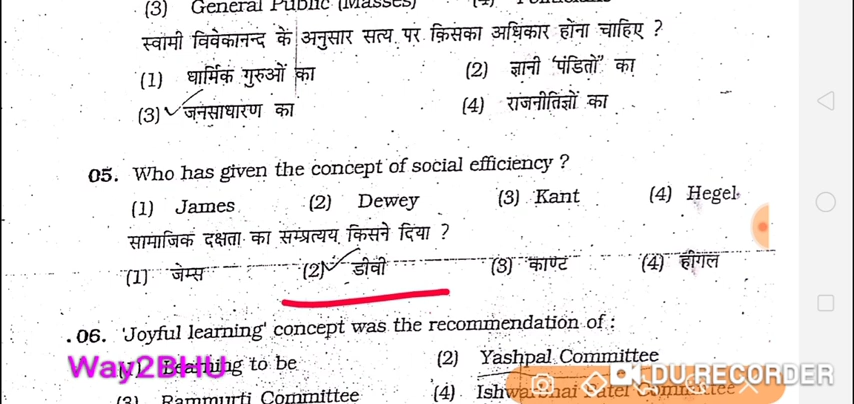 (3) General Public (Masses) (4)
स्वामी विवेकानन्द के अनुसार सत्य पर किसका अधिकार होना चाहिए ?
(1) धार्मिक गुरुओं का (2) ज्ञानी पंडितों का
(3) जनसाधारण का (4) राजनीतिज्ञों का
05. Who has given the concept of social efficiency ?
(1) James (2) Dewey (3) Kant (4) Hegel
सामाजिक दक्षता का सम्प्रत्यय किसने दिया ?
(1) जेम्स (2) डीवी (3) काण्ट (4) हीगल
06. 'Joyful learning' concept was the recommendation of :
(1) Learning to be (2) Yashpal Committee
Way2BHU
(3) Rammurti Committee (4) Ishwarbhai Patel Committee
DU RECORDER